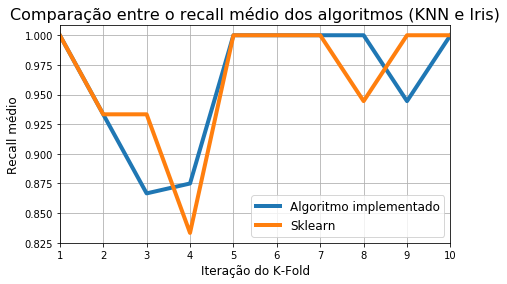 Comparação entre o recall médio dos algoritmos (KNN e Iris)
1.000
0.975
0.950
0.925
0.900
0.875
0.850
0.825
Recall médio
Algoritmo implementado
Sklearn
1 2 3 4 5 6 7 8 9 10
Iteração do K-Fold